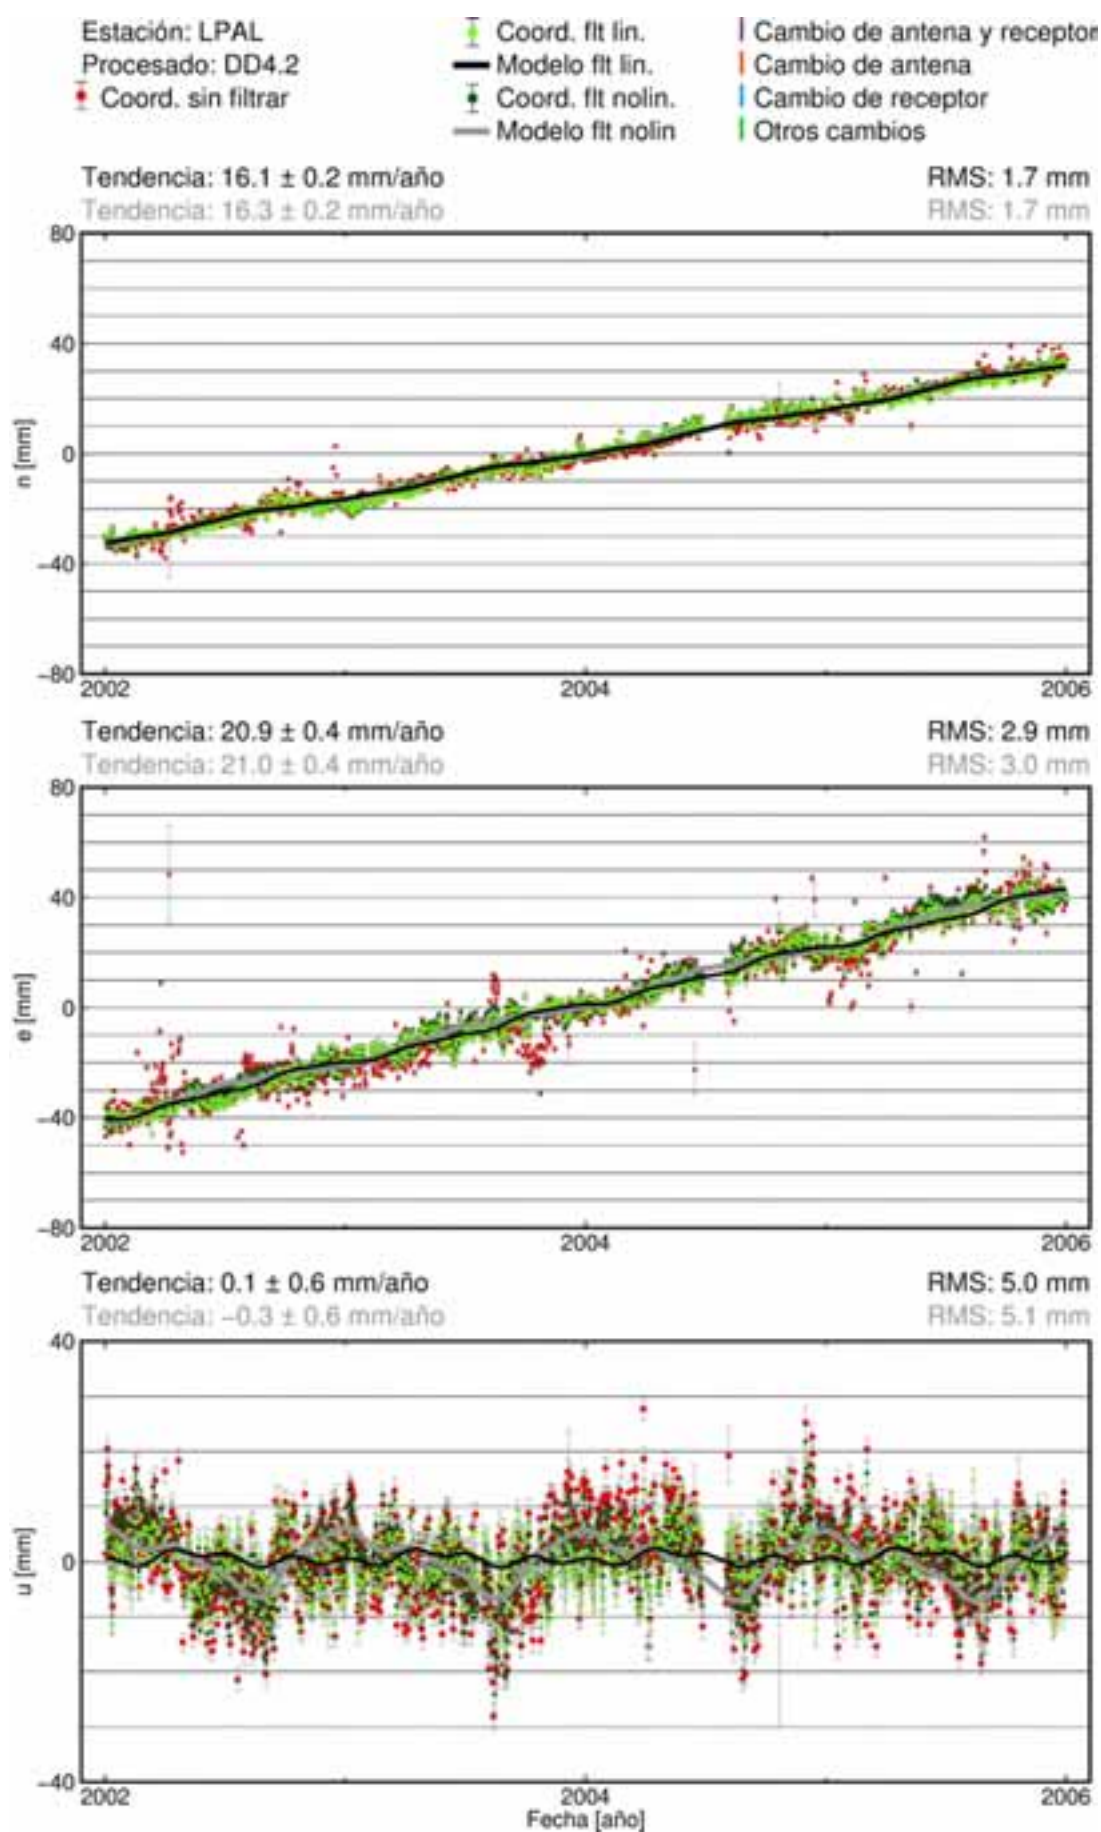 Estación: LPAL
Procesado: DD4.2
Coord. sin filtrar
Coord. flt lin.
Modelo flt lin.
Coord. flt nolin.
Modelo flt nolin
Cambio de antena y receptor
Cambio de antena
Cambio de receptor
Otros cambios
Tendencia: 16.1 ± 0.2 mm/año RMS: 1.7 mm
Tendencia: 16.3 ± 0.2 mm/año RMS: 1.7 mm
80
40
0
−40
−80
n [mm]
2002 2004 2006
Tendencia: 20.9 ± 0.4 mm/año RMS: 2.9 mm
Tendencia: 21.0 ± 0.4 mm/año RMS: 3.0 mm
80
40
0
−40
−80
e [mm]
2002 2004 2006
Tendencia: 0.1 ± 0.6 mm/año RMS: 5.0 mm
Tendencia: −0.3 ± 0.6 mm/año RMS: 5.1 mm
40
20
0
−20
−40
u [mm]
2002 2004 2006
Fecha [año]